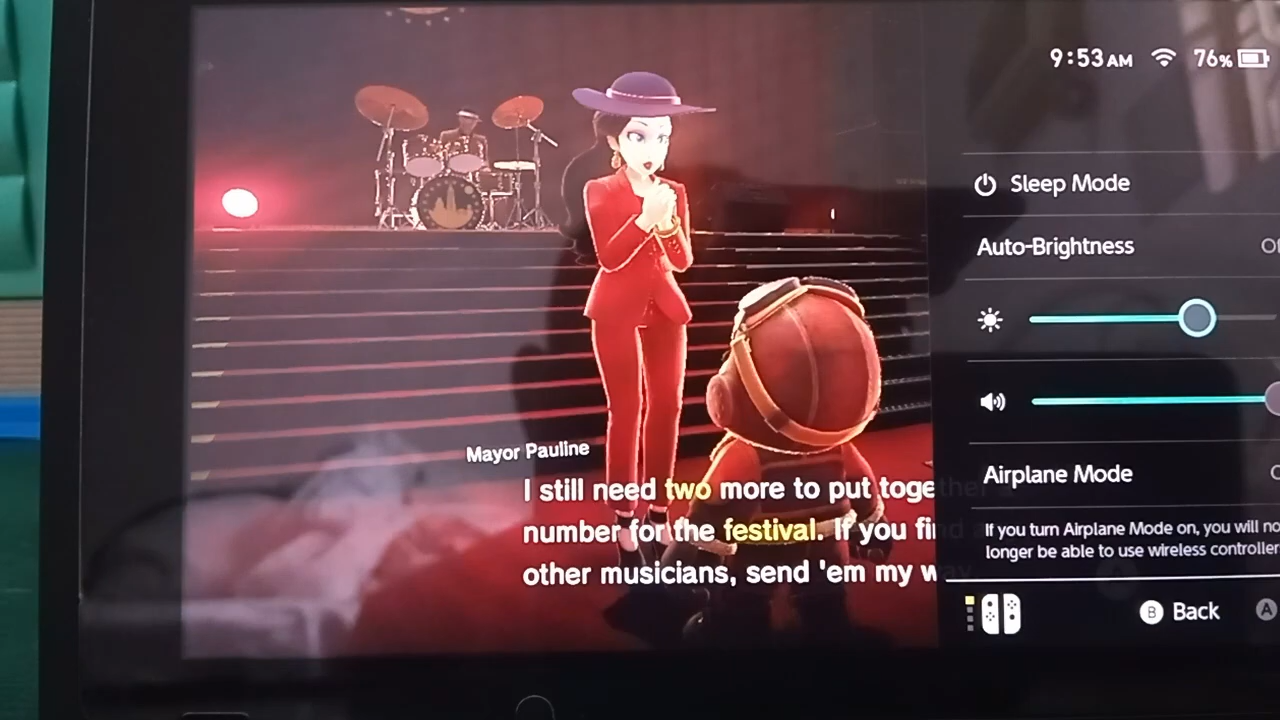 9:53 AM 76%
Sleep Mode
Auto-Brightness
Mayor Pauline
I still need two more to put together
number for the festival. If you find a
other musicians, send 'em my way
Airplane Mode
If you turn Airplane Mode on, you will no
longer be able to use wireless controller
B Back A